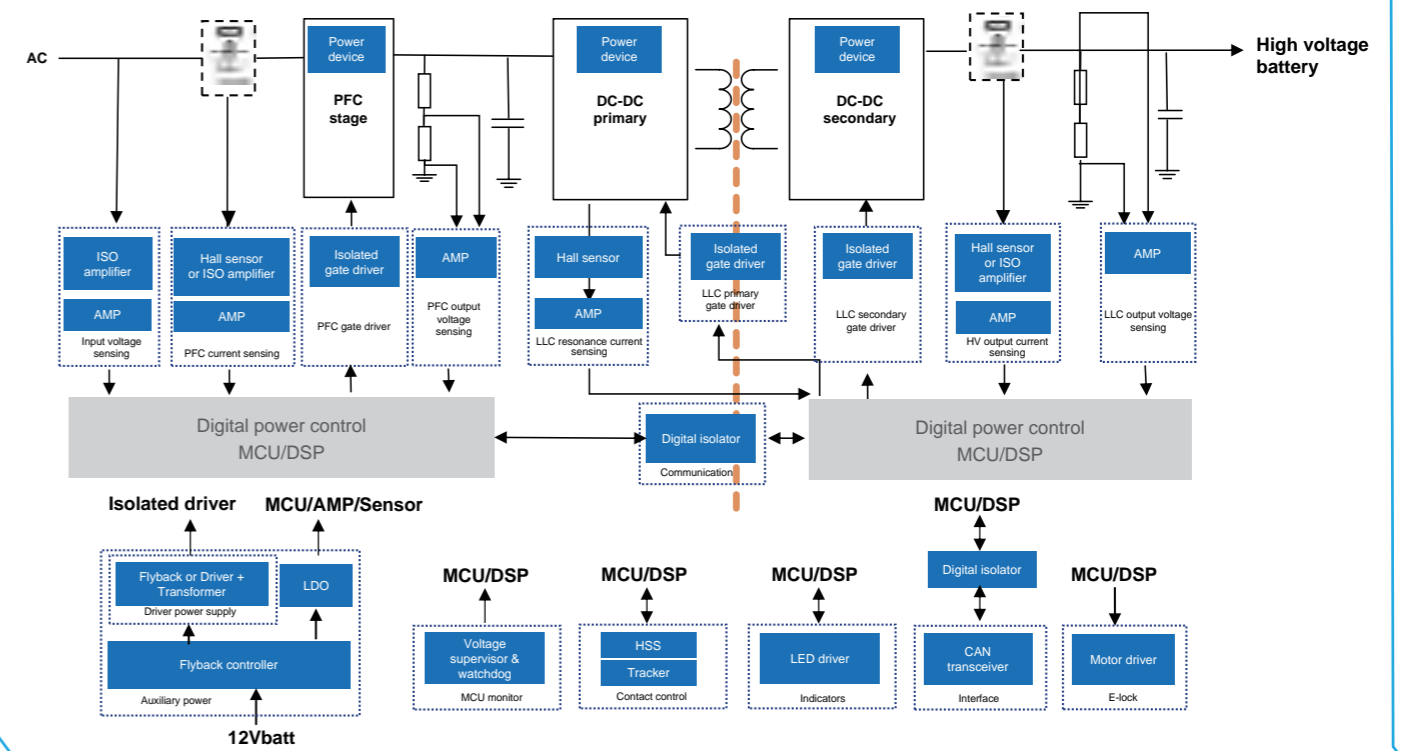 AC
Power
device
PFC
stage
Power
device
DC-DC
primary
Power
device
DC-DC
secondary
High voltage
battery
ISO
amplifier
AMP
Input voltage
sensing
Hall sensor
or ISO amplifier
AMP
PFC current sensing
Isolated
gate driver
PFC gate driver
AMP
PFC output
voltage
sensing
Hall sensor
AMP
LLC resonance current
sensing
Isolated
gate driver
LLC primary
gate driver
Isolated
gate driver
LLC secondary
gate driver
Hall sensor
or ISO
amplifier
AMP
HV output current
sensing
AMP
LLC output voltage
sensing
Digital power control
MCU/DSP
Digital isolator
Communication
Digital power control
MCU/DSP
Isolated driver
MCU/AMP/Sensor
Flyback or Driver +
Transformer
Driver power supply
LDO
Flyback controller
Auxiliary power
12Vbatt
MCU/DSP
Voltage
supervisor &
watchdog
MCU monitor
MCU/DSP
HSS
Tracker
Contact control
MCU/DSP
LED driver
Indicators
MCU/DSP
Digital isolator
CAN
transceiver
Interface
MCU/DSP
Motor driver
E-lock